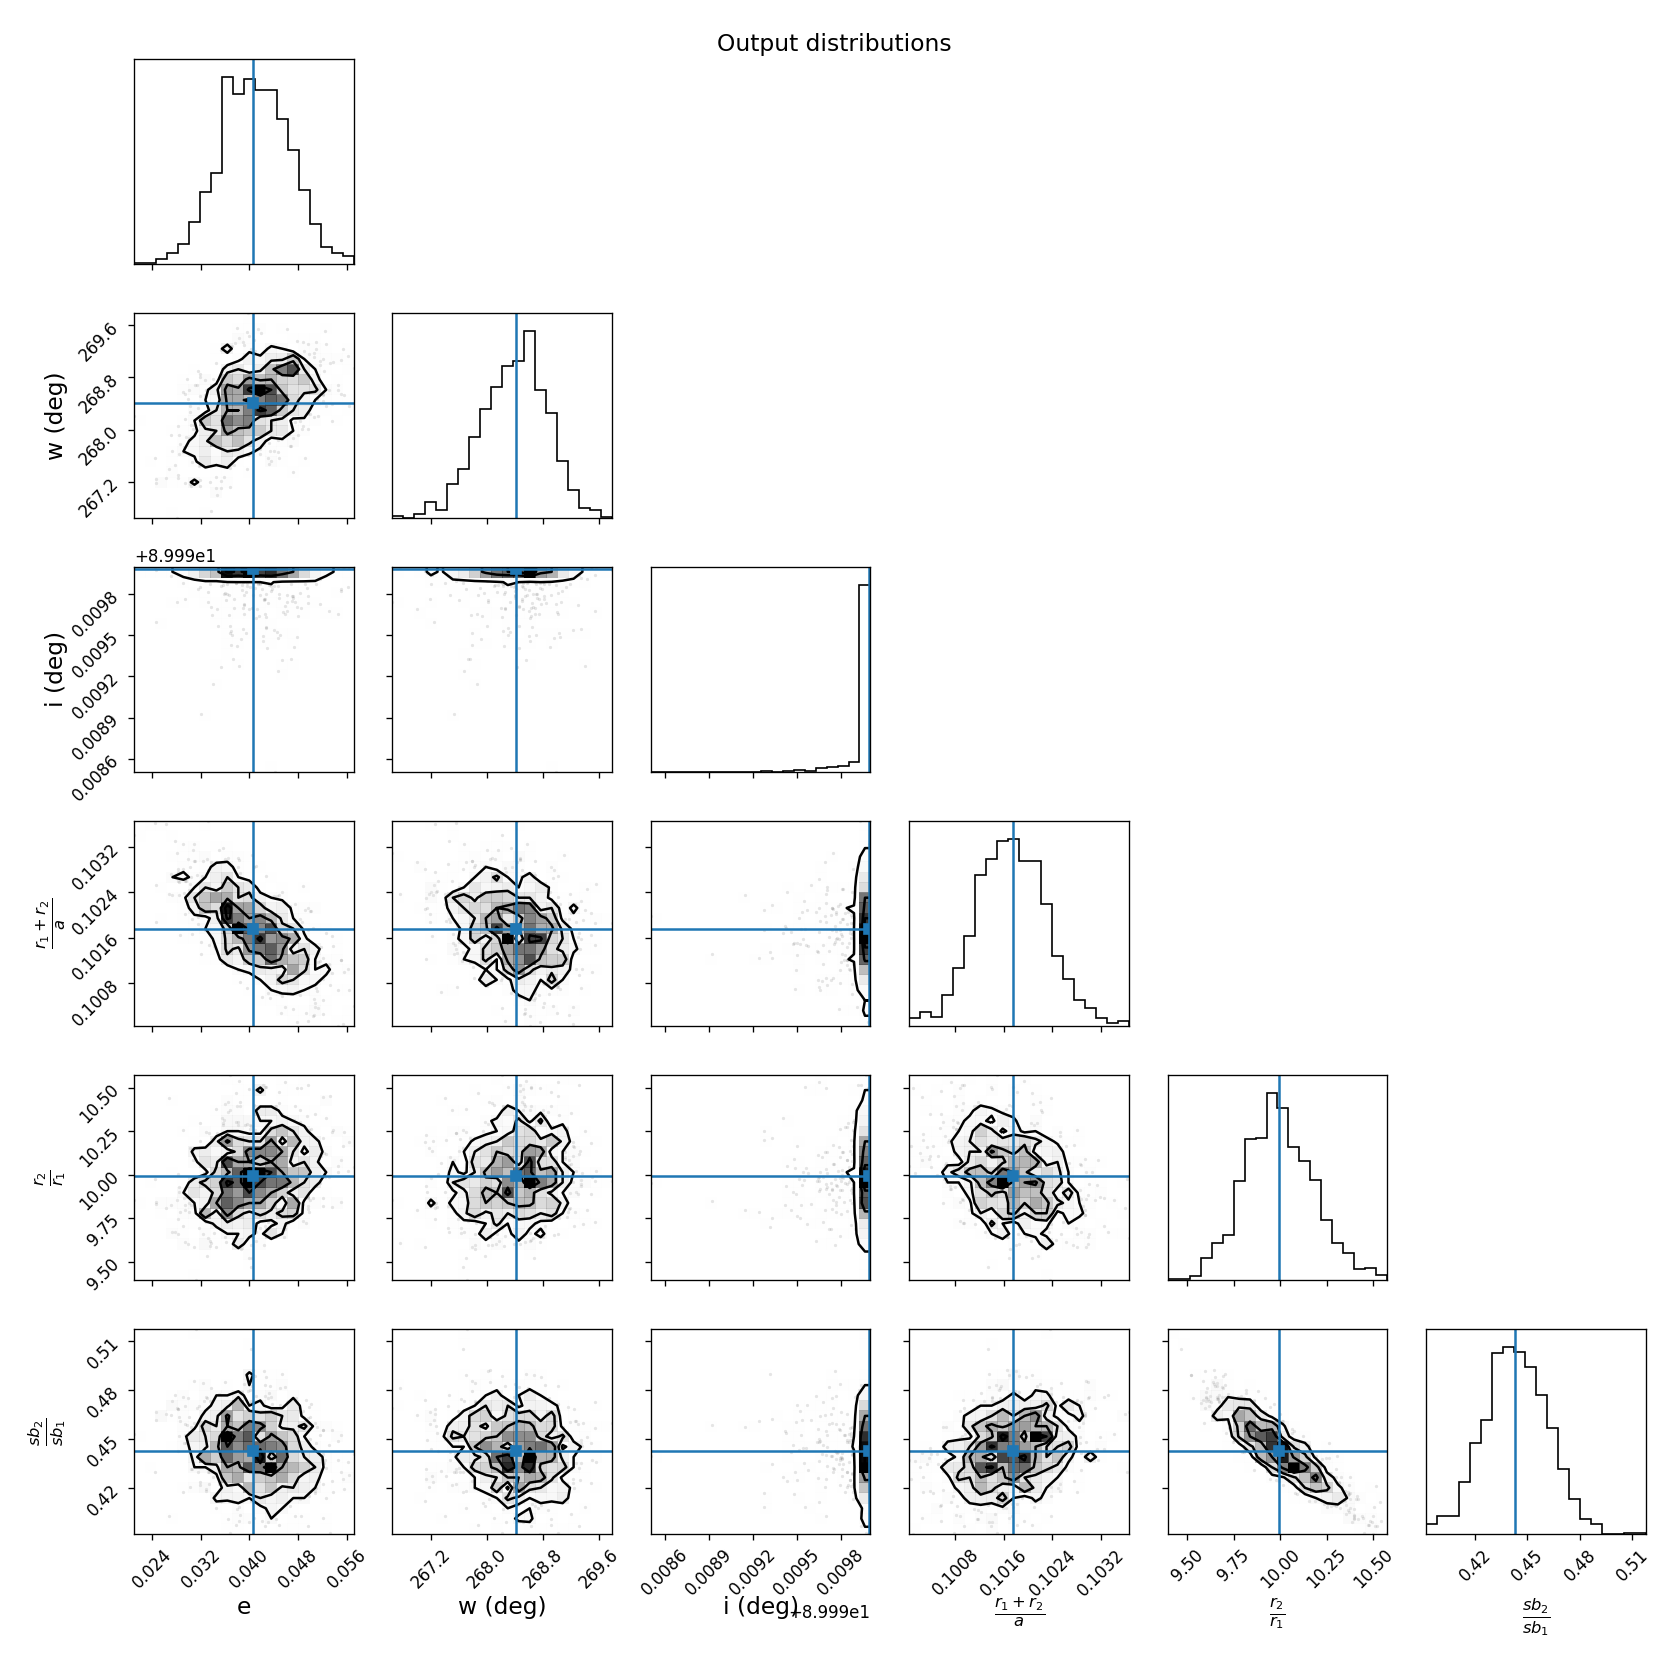 Output distributions
269.6
268.8
268.0
267.2
w (deg)
+8.999e1
0.0098
0.0095
0.0092
0.0089
0.0086
i (deg)
0.1032
0.1024
0.1016
0.1008
r1 + r2
a
10.50
10.25
10.00
9.75
9.50
r2
r1
0.51
0.48
0.45
0.42
sb2
sb1
0.024 0.032 0.040 0.048 0.056
267.2 268.0 268.8 269.6
0.0086 0.0089 0.0092 0.0095 0.0098
0.1008 0.1016 0.1024 0.1032
9.50 9.75 10.00 10.25 10.50
0.42 0.45 0.48 0.51
e
w (deg)
i (deg)
+8.999e1
r1 + r2
a
r2
r1
sb2
sb1